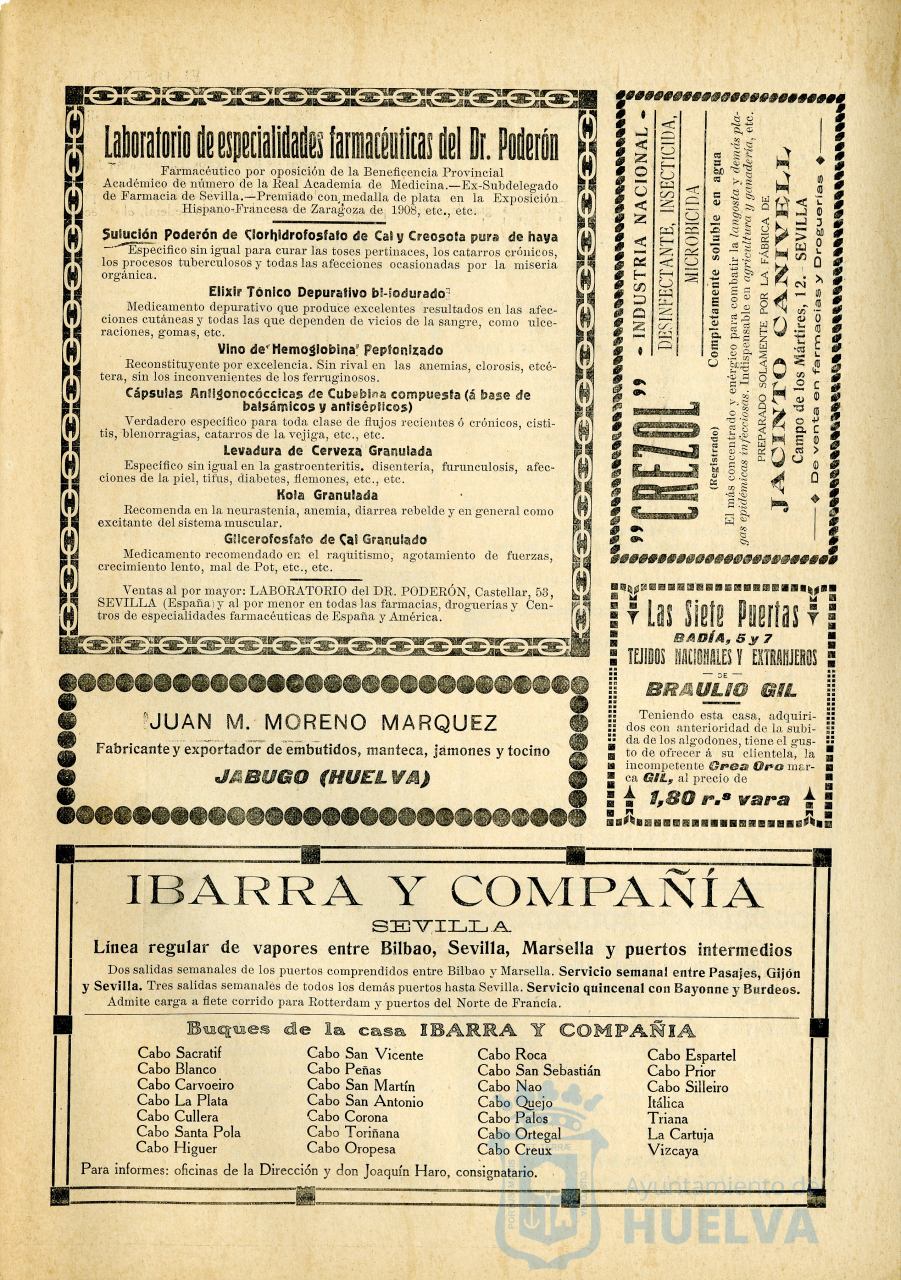 Laboratorio de especialidades farmacéuticas del Dr. Poderón
Farmacéutico por oposición de la Beneficencia Provincial
Académico de número de la Real Academia de Medicina.—Ex-Subdelegado
de Farmacia de Sevilla.—Premiado con medalla de plata en la Exposición
Hispano-Francesa de Zaragoza de 1908, etc., etc.
Sulución Poderón de Clorhidrofosfato de Cal y Creosota pura de haya
Especifico sin igual para curar las toses pertinaces, los catarros crónicos,
los procesos tuberculosos y todas las afecciones ocasionadas por la miseria
orgánica.
Elixir Tónico Depurativo bi-iodurado
Medicamento depurativo que produce excelentes resultados en las afec-
ciones cutáneas y todas las que dependen de vicios de la sangre, como ulce-
raciones, gomas, etc.
Vino de Hemoglobina Peptonizado
Reconstituyente por excelencia. Sin rival en las anemias, clorosis, etcé-
tera, sin los inconvenientes de los ferruginosos.
Cápsulas Antigonocóccicas de Cubebina compuesta (á base de
balsámicos y antisépticos)
Verdadero específico para toda clase de flujos recientes ó crónicos, cisti-
tis, blenorragias, catarros de la vejiga, etc., etc.
Levadura de Cerveza Granulada
Específico sin igual en la gastroenteritis, disentería, furunculosis, afec-
ciones de la piel, tifus, diabetes, flemones, etc., etc.
Kola Granulada
Recomenda en la neurastenia, anemia, diarrea rebelde y en general como
excitante del sistema muscular.
Glicerofosfato de Cal Granulado
Medicamento recomendado en el raquitismo, agotamiento de fuerzas,
crecimiento lento, mal de Pot, etc., etc.
Ventas al por mayor: LABORATORIO del DR. PODERÓN, Castellar, 53,
SEVILLA (España) y al por menor en todas las farmacias, droguerías y Cen-
tros de especialidades farmacéuticas de España y América.
"CREZOL"
(Registrado)
- INDUSTRIA NACIONAL -
DESINFECTANTE, INSECTICIDA,
MICROBICIDA
Completamente soluble en agua
El más concentrado y enérgico para combatir la langosta y demás pla-
gas epidémicas infecciosas. Indispensable en agricultura y ganadería, etc.
PREPARADO SOLAMENTE POR LA FÁBRICA DE
JACINTO CANIVELL
Campo de los Mártires, 12. - SEVILLA
De venta en farmacias y Droguerías
Las Siete Puertas
BADÍA, 5 y 7
TEJIDOS NACIONALES Y EXTRANJEROS
— DE —
BRAULIO GIL
Teniendo esta casa, adquiri-
dos con anterioridad de la subi-
da de los algodones, tiene el gus-
to de ofrecer á su clientela, la
incompetente Crea Oro mar-
ca GIL, al precio de
1,80 r.s vara
JUAN M. MORENO MARQUEZ
Fabricante y exportador de embutidos, manteca, jamones y tocino
JABUGO (HUELVA)
IBARRA Y COMPAÑÍA
SEVILLA
Línea regular de vapores entre Bilbao, Sevilla, Marsella y puertos intermedios
Dos salidas semanales de los puertos comprendidos entre Bilbao y Marsella. Servicio semanal entre Pasajes, Gijón
y Sevilla. Tres salidas semanales de todos los demás puertos hasta Sevilla. Servicio quincenal con Bayonne y Burdeos.
Admite carga a flete corrido para Rotterdam y puertos del Norte de Francia.
Buques de la casa IBARRA Y COMPAÑIA
Cabo Sacratif
Cabo Blanco
Cabo Carvoeiro
Cabo La Plata
Cabo Cullera
Cabo Santa Pola
Cabo Higuer
Cabo San Vicente
Cabo Peñas
Cabo San Martín
Cabo San Antonio
Cabo Corona
Cabo Toriñana
Cabo Oropesa
Cabo Roca
Cabo San Sebastián
Cabo Nao
Cabo Quejo
Cabo Palos
Cabo Ortegal
Cabo Creux
Cabo Espartel
Cabo Prior
Cabo Silleiro
Itálica
Triana
La Cartuja
Vizcaya
Para informes: oficinas de la Dirección y don Joaquín Haro, consignatario.
Ayuntamiento de
HUELVA